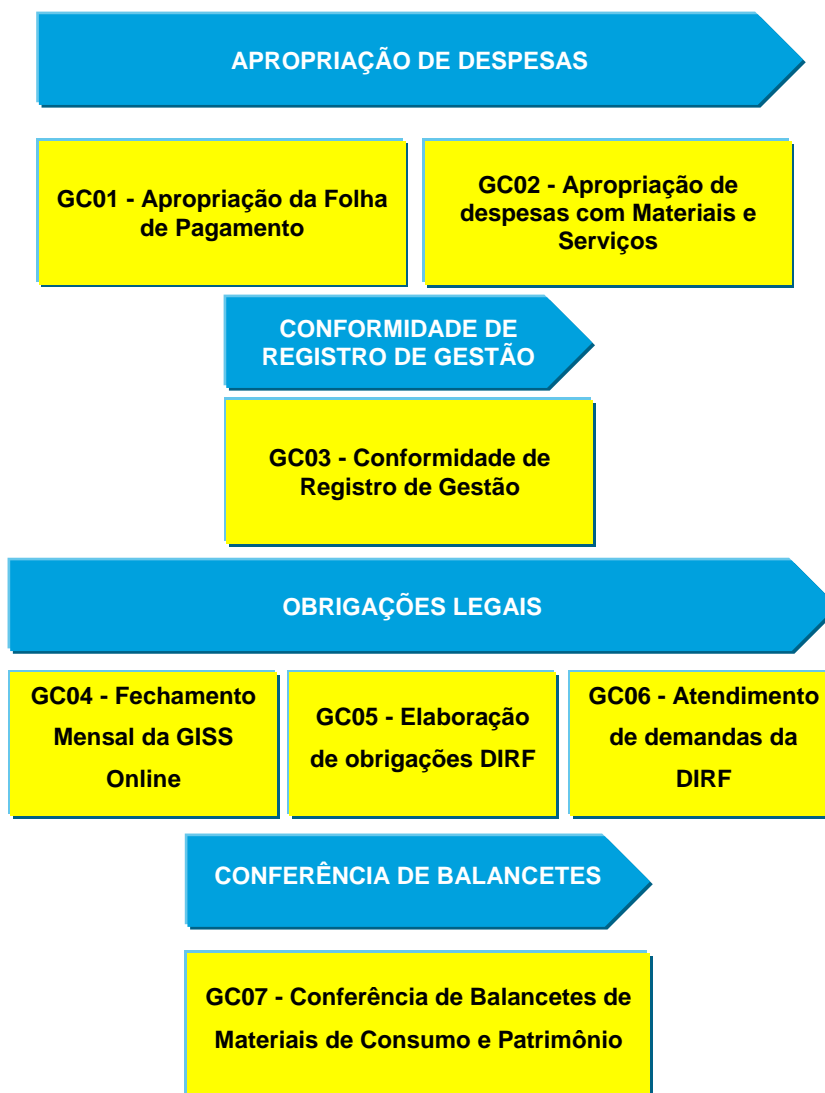 APROPRIAÇÃO DE DESPESAS
GC01 - Apropriação da Folha
de Pagamento
GC02 - Apropriação de
despesas com Materiais e
Serviços
CONFORMIDADE DE
REGISTRO DE GESTÃO
GC03 - Conformidade de
Registro de Gestão
OBRIGAÇÕES LEGAIS
GC04 - Fechamento
Mensal da GISS
Online
GC05 - Elaboração
de obrigações DIRF
GC06 - Atendimento
de demandas da
DIRF
CONFERÊNCIA DE BALANCETES
GC07 - Conferência de Balancetes de
Materiais de Consumo e Patrimônio